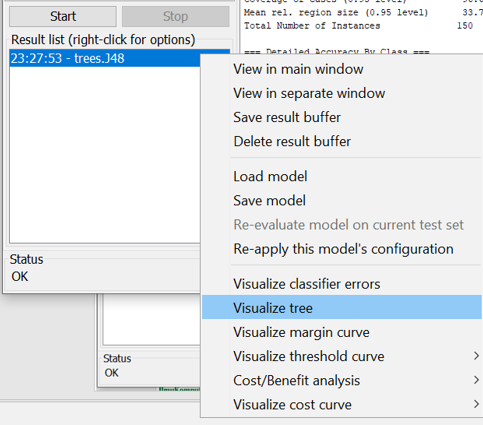 Start
Stop
Mean rel. region size (0.95 level) 33.7
Total Number of Instances 150
=== Detailed Accuracy By Class ===
Result list (right-click for options)
23:27:53 - trees.J48
View in main window
View in separate window
Save result buffer
Delete result buffer
Load model
Save model
Re-evaluate model on current test set
Re-apply this model's configuration
Visualize classifier errors
Visualize tree
Visualize margin curve
Visualize threshold curve
Cost/Benefit analysis
Visualize cost curve
Status
OK
Status
OK